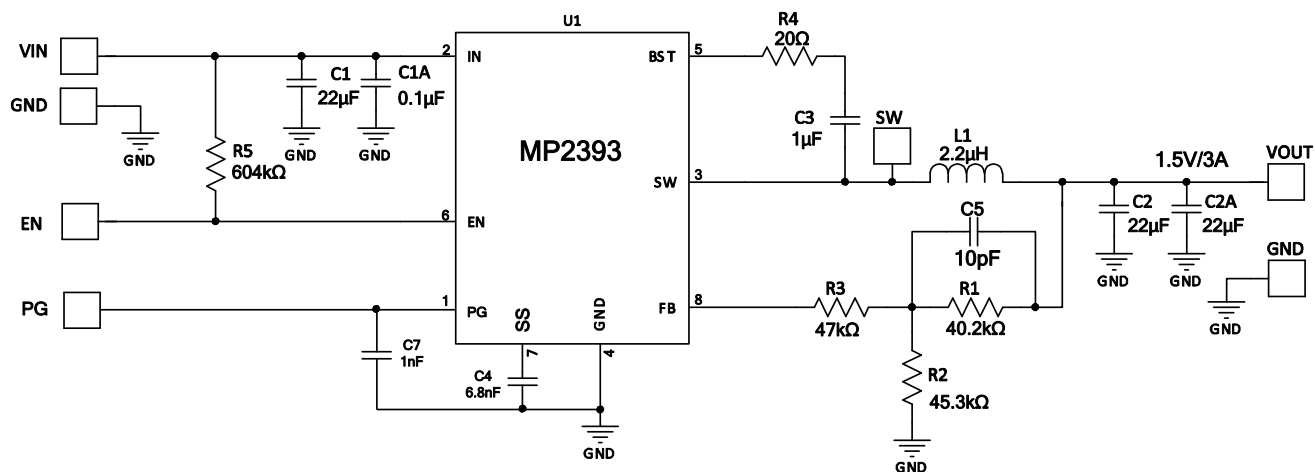 U1
VIN
2
IN
C1
22µF
C1A
0.1µF
GND
GND
GND
GND
R5
604kΩ
EN
6
EN
PG
1
PG
C7
1nF
MP2393
SS
7
GND
4
C4
6.8nF
GND
BST
5
R4
20Ω
C3
1µF
SW
SW
3
L1
2.2µH
1.5V/3A
VOUT
C2
22µF
C2A
22µF
GND
GND
GND
GND
C5
10pF
FB
8
R3
47kΩ
R1
40.2kΩ
R2
45.3kΩ
GND